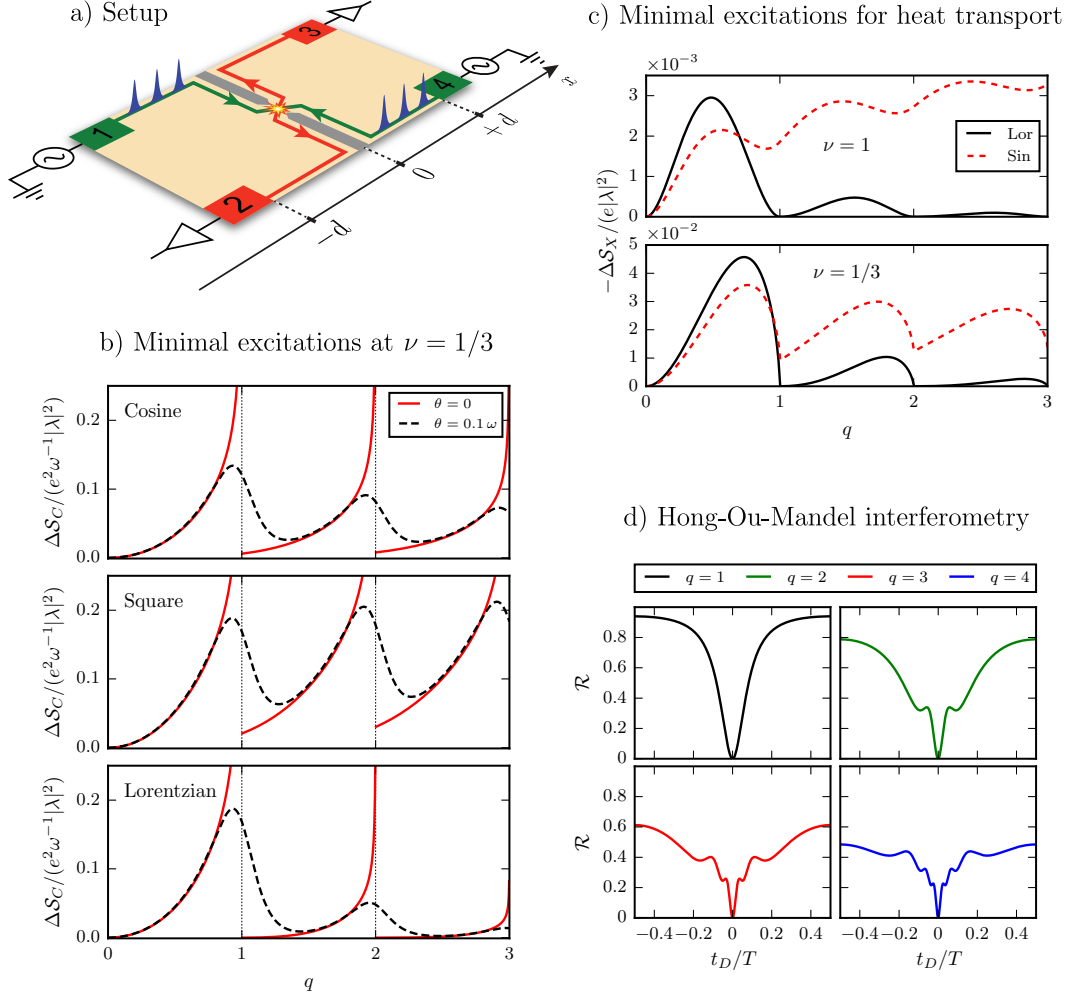 a) Setup
1
2
3
4
x
+d
0
−d
b) Minimal excitations at ν = 1/3
Cosine
θ = 0
θ = 0.1 ω
ΔS_C/(e²ω⁻¹|λ|²)
0.2
0.1
0.0
Square
ΔS_C/(e²ω⁻¹|λ|²)
0.2
0.1
0.0
Lorentzian
ΔS_C/(e²ω⁻¹|λ|²)
0.2
0.1
0.0
0 1 2 3
q
c) Minimal excitations for heat transport
×10⁻³
3
2
1
0
ν = 1
Lor
Sin
−ΔS_X/(e|λ|²)
×10⁻²
5
4
3
2
1
0
ν = 1/3
0 1 2 3
q
d) Hong-Ou-Mandel interferometry
q = 1 q = 2 q = 3 q = 4
R
0.8
0.6
0.4
0.2
0
R
0.8
0.6
0.4
0.2
0
−0.4 −0.2 0 0.2 0.4
−0.4 −0.2 0 0.2 0.4
t_D/T
t_D/T